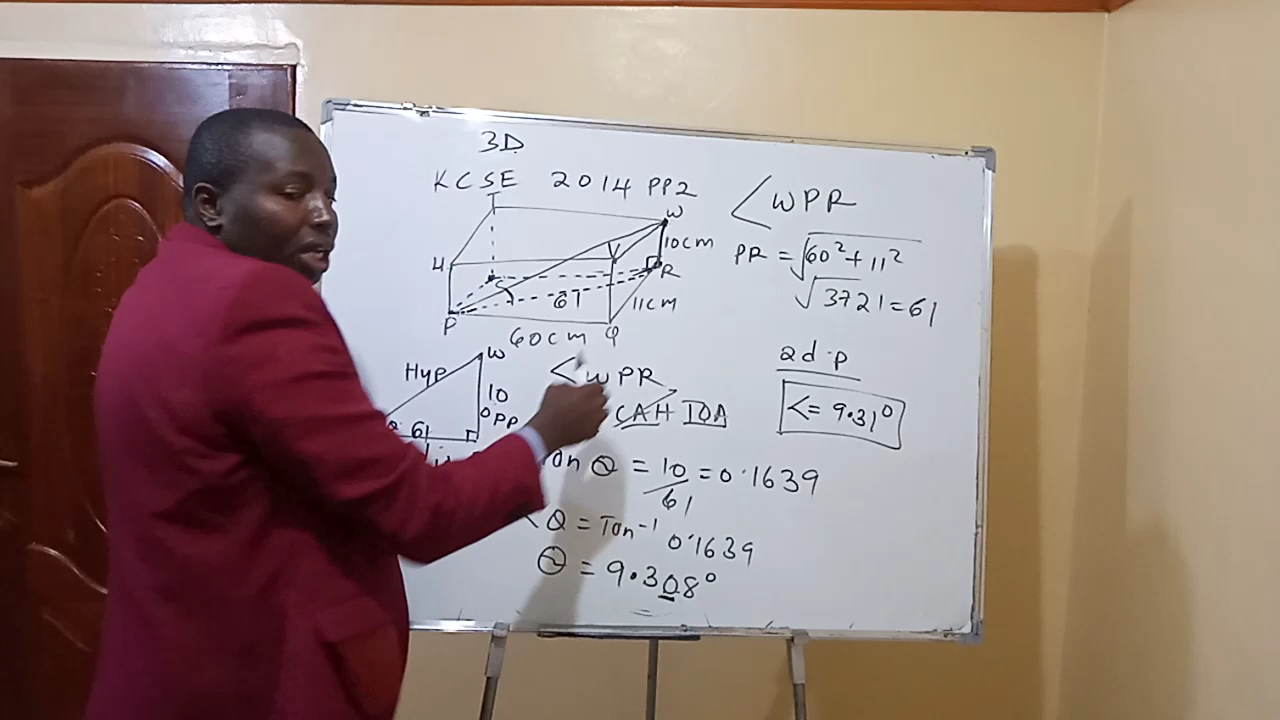 3D
KCSE 2014 PP2
T
W
U
V
10cm
R
S
61
11cm
P
60cm
Q
<WPR
PR = √60² + 11²
√3721 = 61
2d.p
<= 9.31°
W
Hyp
10
opp
61
<WPR
CAH TOA
Tan θ = 10/61 = 0.1639
θ = Tan⁻¹ 0.1639
θ = 9.308°